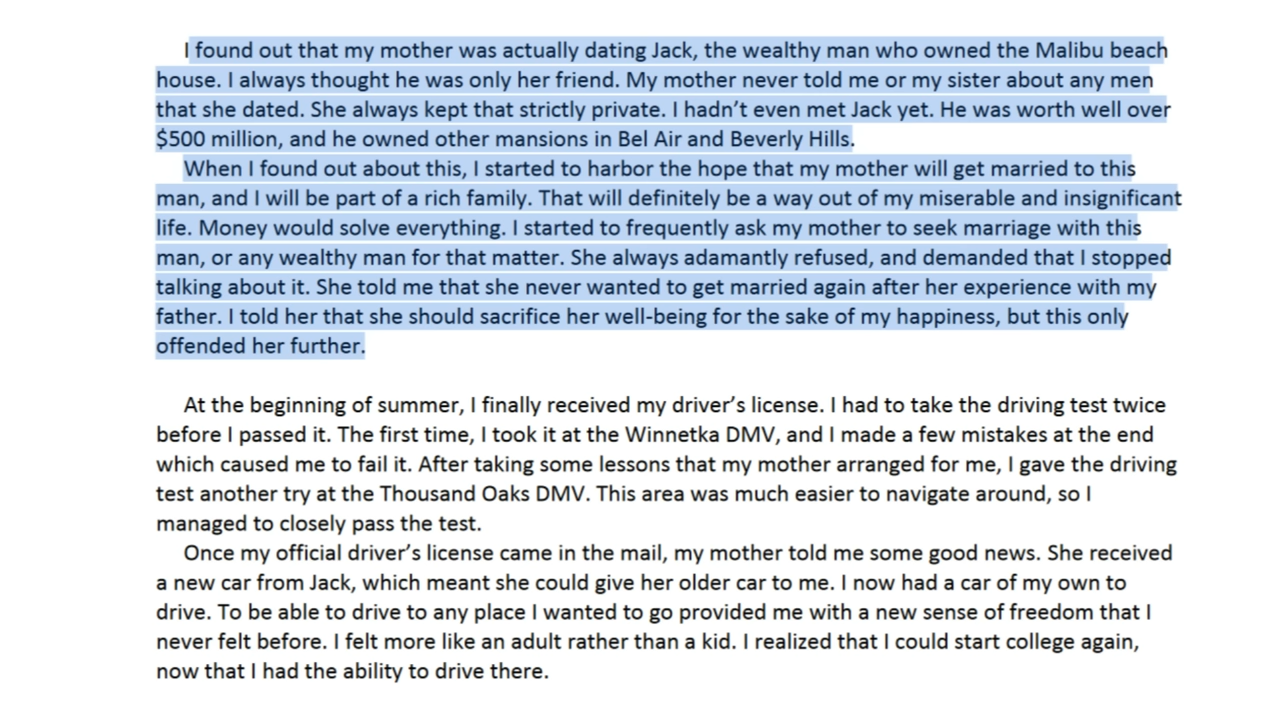 I found out that my mother was actually dating Jack, the wealthy man who owned the Malibu beach
house. I always thought he was only her friend. My mother never told me or my sister about any men
that she dated. She always kept that strictly private. I hadn’t even met Jack yet. He was worth well over
$500 million, and he owned other mansions in Bel Air and Beverly Hills.
When I found out about this, I started to harbor the hope that my mother will get married to this
man, and I will be part of a rich family. That will definitely be a way out of my miserable and insignificant
life. Money would solve everything. I started to frequently ask my mother to seek marriage with this
man, or any wealthy man for that matter. She always adamantly refused, and demanded that I stopped
talking about it. She told me that she never wanted to get married again after her experience with my
father. I told her that she should sacrifice her well-being for the sake of my happiness, but this only
offended her further.
At the beginning of summer, I finally received my driver’s license. I had to take the driving test twice
before I passed it. The first time, I took it at the Winnetka DMV, and I made a few mistakes at the end
which caused me to fail it. After taking some lessons that my mother arranged for me, I gave the driving
test another try at the Thousand Oaks DMV. This area was much easier to navigate around, so I
managed to closely pass the test.
Once my official driver’s license came in the mail, my mother told me some good news. She received
a new car from Jack, which meant she could give her older car to me. I now had a car of my own to
drive. To be able to drive to any place I wanted to go provided me with a new sense of freedom that I
never felt before. I felt more like an adult rather than a kid. I realized that I could start college again,
now that I had the ability to drive there.